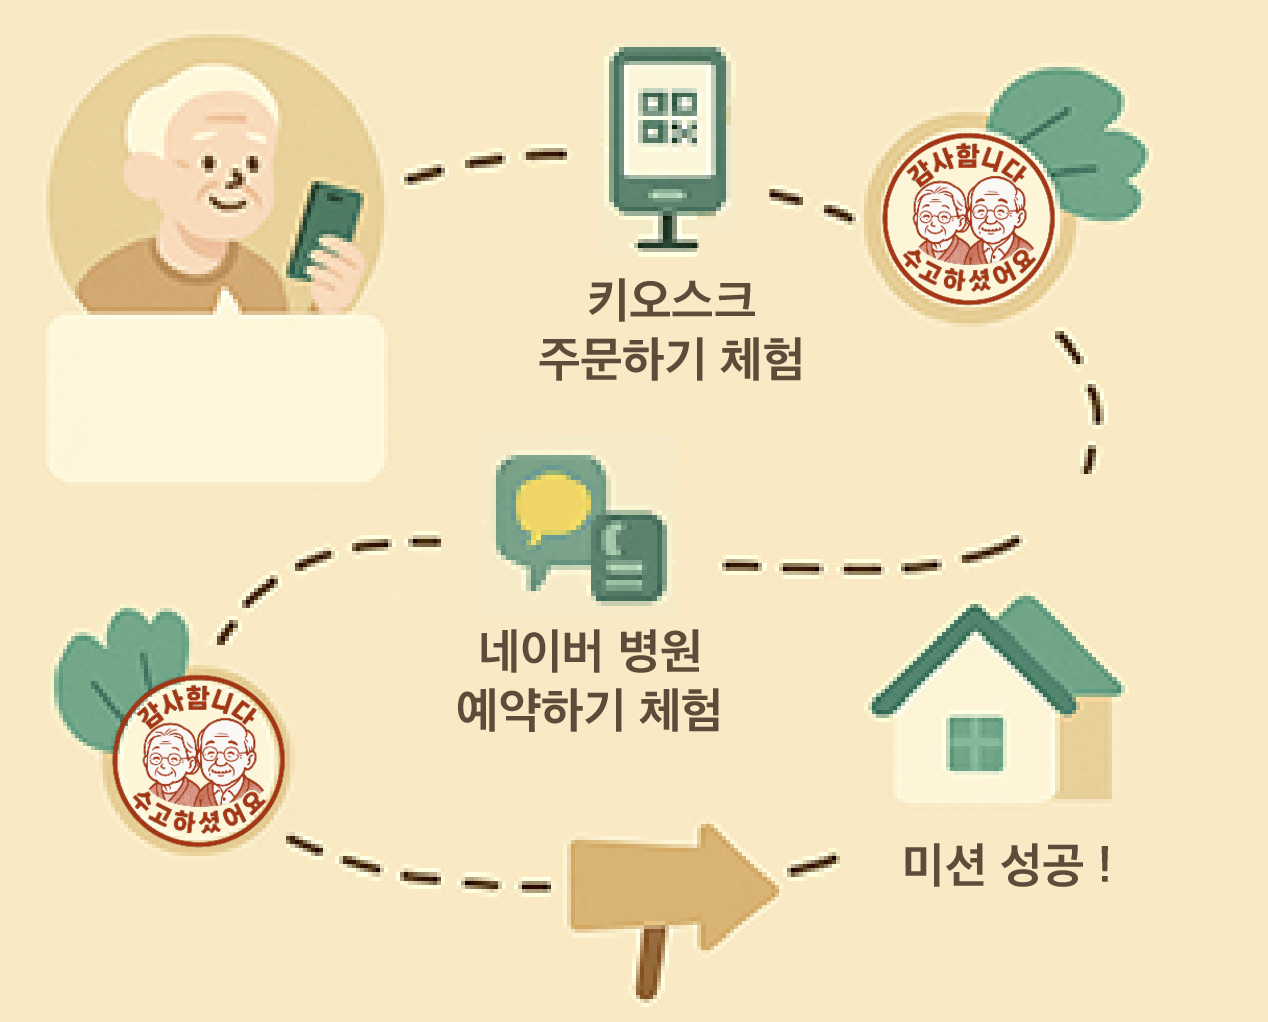 키오스크
주문하기 체험
감사함니다
수고하셨어요
네이버 병원
예약하기 체험
감사함니다
수고하셨어요
미션 성공 !